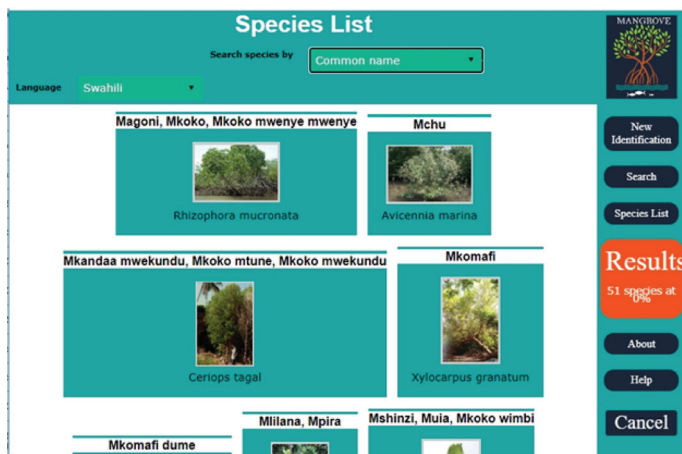 Species List
Search species by
Common name
Language
Swahili
Magoni, Mkoko, Mkoko mwenye mwenye
Rhizophora mucronata
Mchu
Avicennia marina
Mkandaa mwekundu, Mkoko mtune, Mkoko mwekundu
Ceriops tagal
Mkomafi
Xylocarpus granatum
Mkomafi dume
Mlilana, Mpira
Mshinzi, Muia, Mkoko wimbi
MANGROVE
New
Identification
Search
Species List
Results
51 species at
0%
About
Help
Cancel